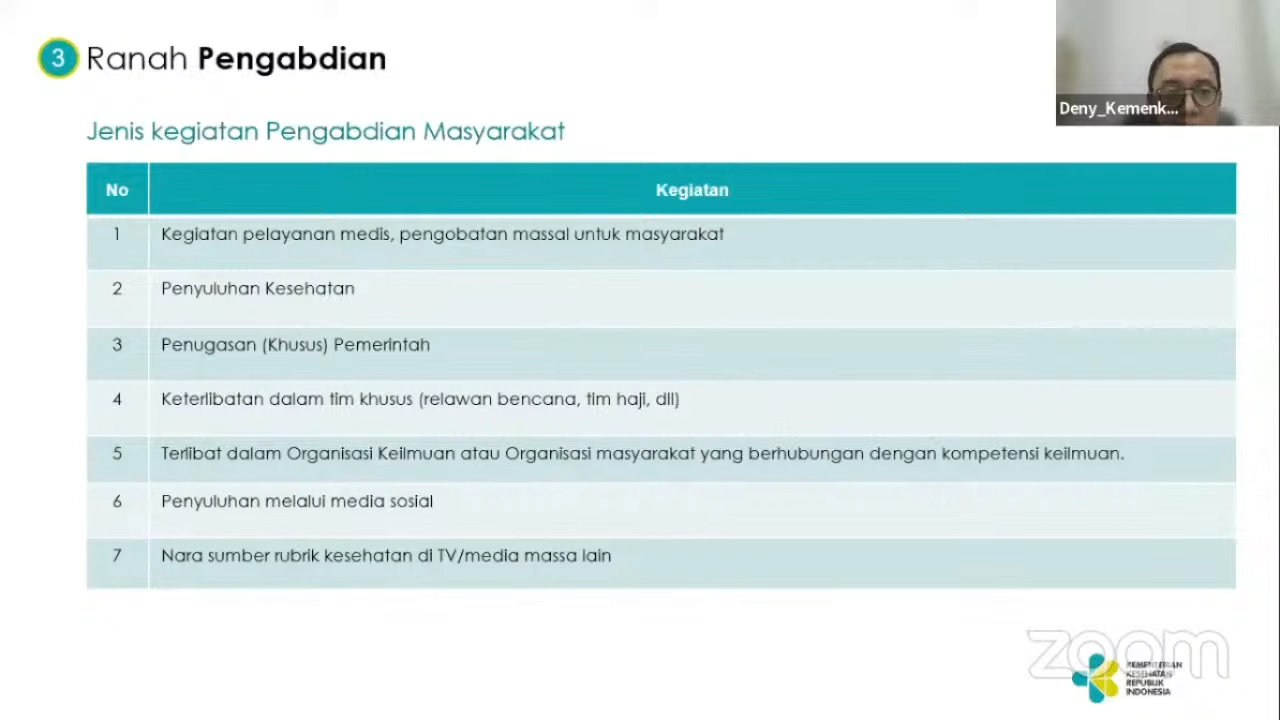 3 Ranah Pengabdian
Deny_Kemenk...
Jenis kegiatan Pengabdian Masyarakat
No Kegiatan
1 Kegiatan pelayanan medis, pengobatan massal untuk masyarakat
2 Penyuluhan Kesehatan
3 Penugasan (Khusus) Pemerintah
4 Keterlibatan dalam tim khusus (relawan bencana, tim haji, dll)
5 Terlibat dalam Organisasi Keilmuan atau Organisasi masyarakat yang berhubungan dengan kompetensi keilmuan.
6 Penyuluhan melalui media sosial
7 Nara sumber rubrik kesehatan di TV/media massa lain
zoom
KEMENTERIAN
KESEHATAN
REPUBLIK
INDONESIA